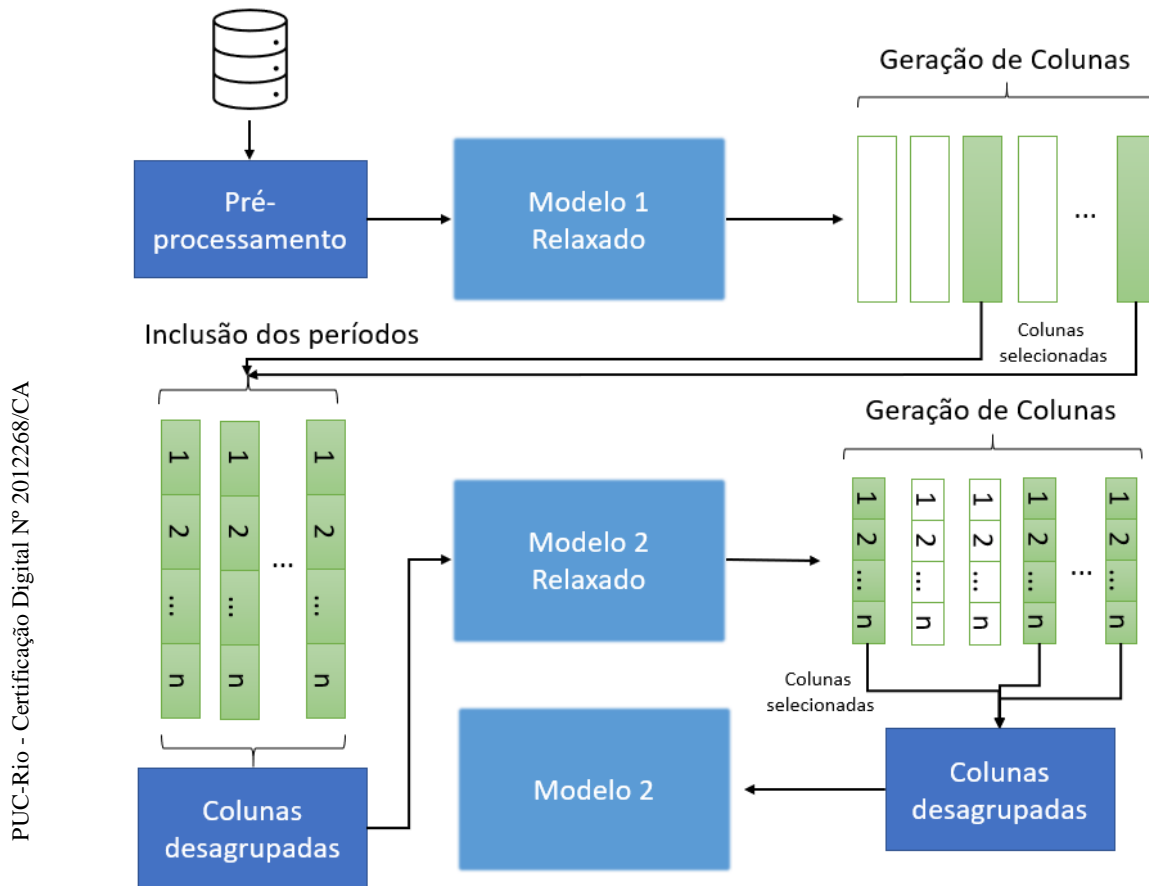 Geração de Colunas
Pré-
processamento
Modelo 1
Relaxado
...
Inclusão dos períodos
Colunas
selecionadas
1
2
...
n
1
2
...
n
...
1
2
...
n
Modelo 2
Relaxado
Geração de Colunas
1
2
...
n
1
2
...
n
1
2
...
n
1
2
...
n
...
1
2
...
n
Colunas
selecionadas
Colunas
desagrupadas
Modelo 2
Colunas
desagrupadas
PUC-Rio - Certificação Digital Nº 2012268/CA